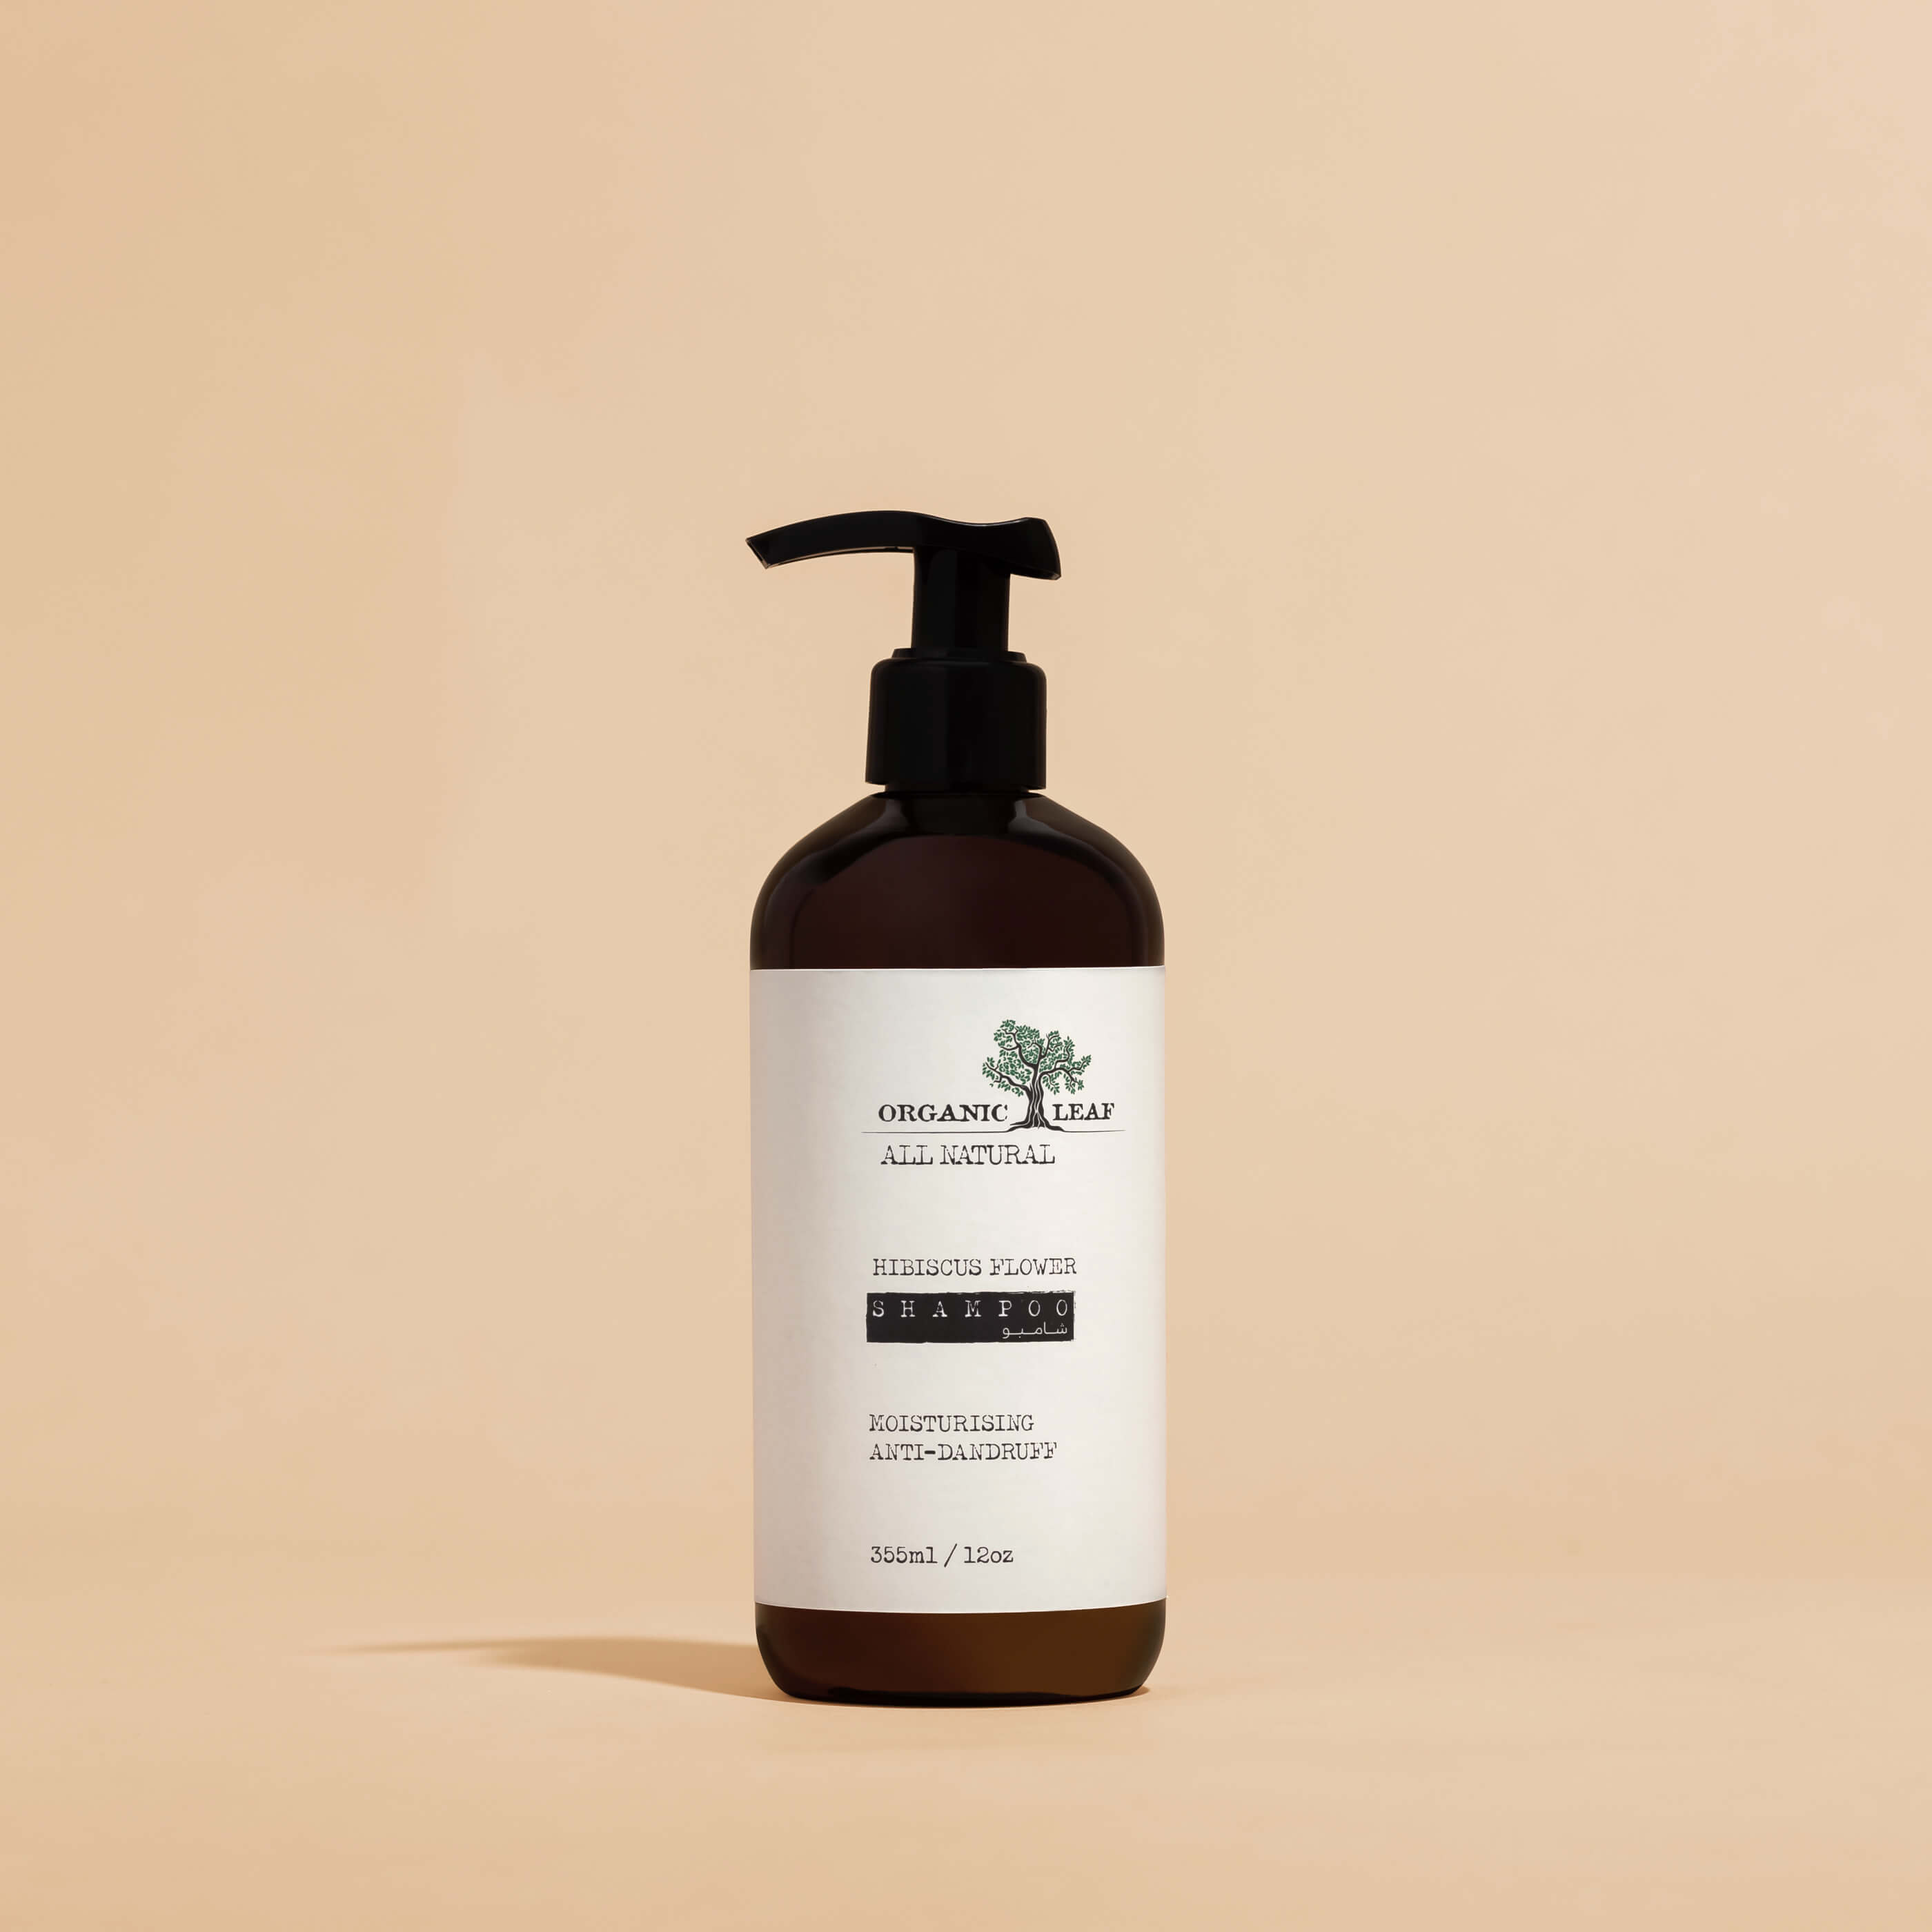 ORGANIC LEAF
ALL NATURAL
HIBISCUS FLOWER
SHAMPOO
شامبو
MOISTURISING
ANTI-DANDRUFF
355ml / 12oz